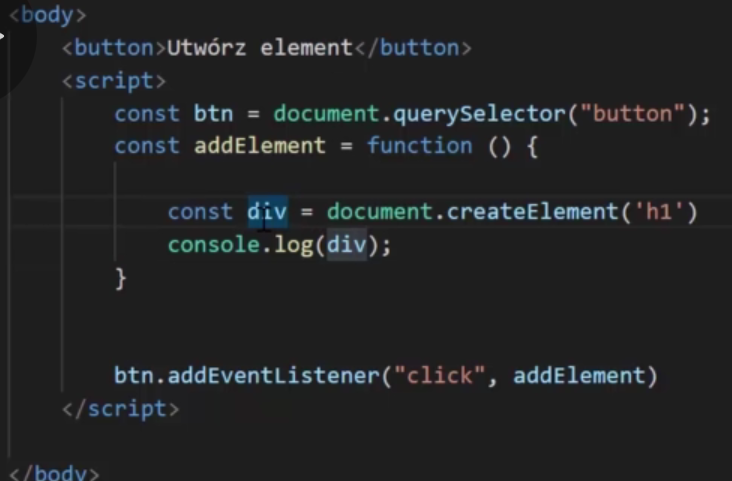 <body>
<button>Utwórz element</button>
<script>
const btn = document.querySelector("button");
const addElement = function () {
const div = document.createElement('h1')
console.log(div);
}
btn.addEventListener("click", addElement)
</script>
</body>